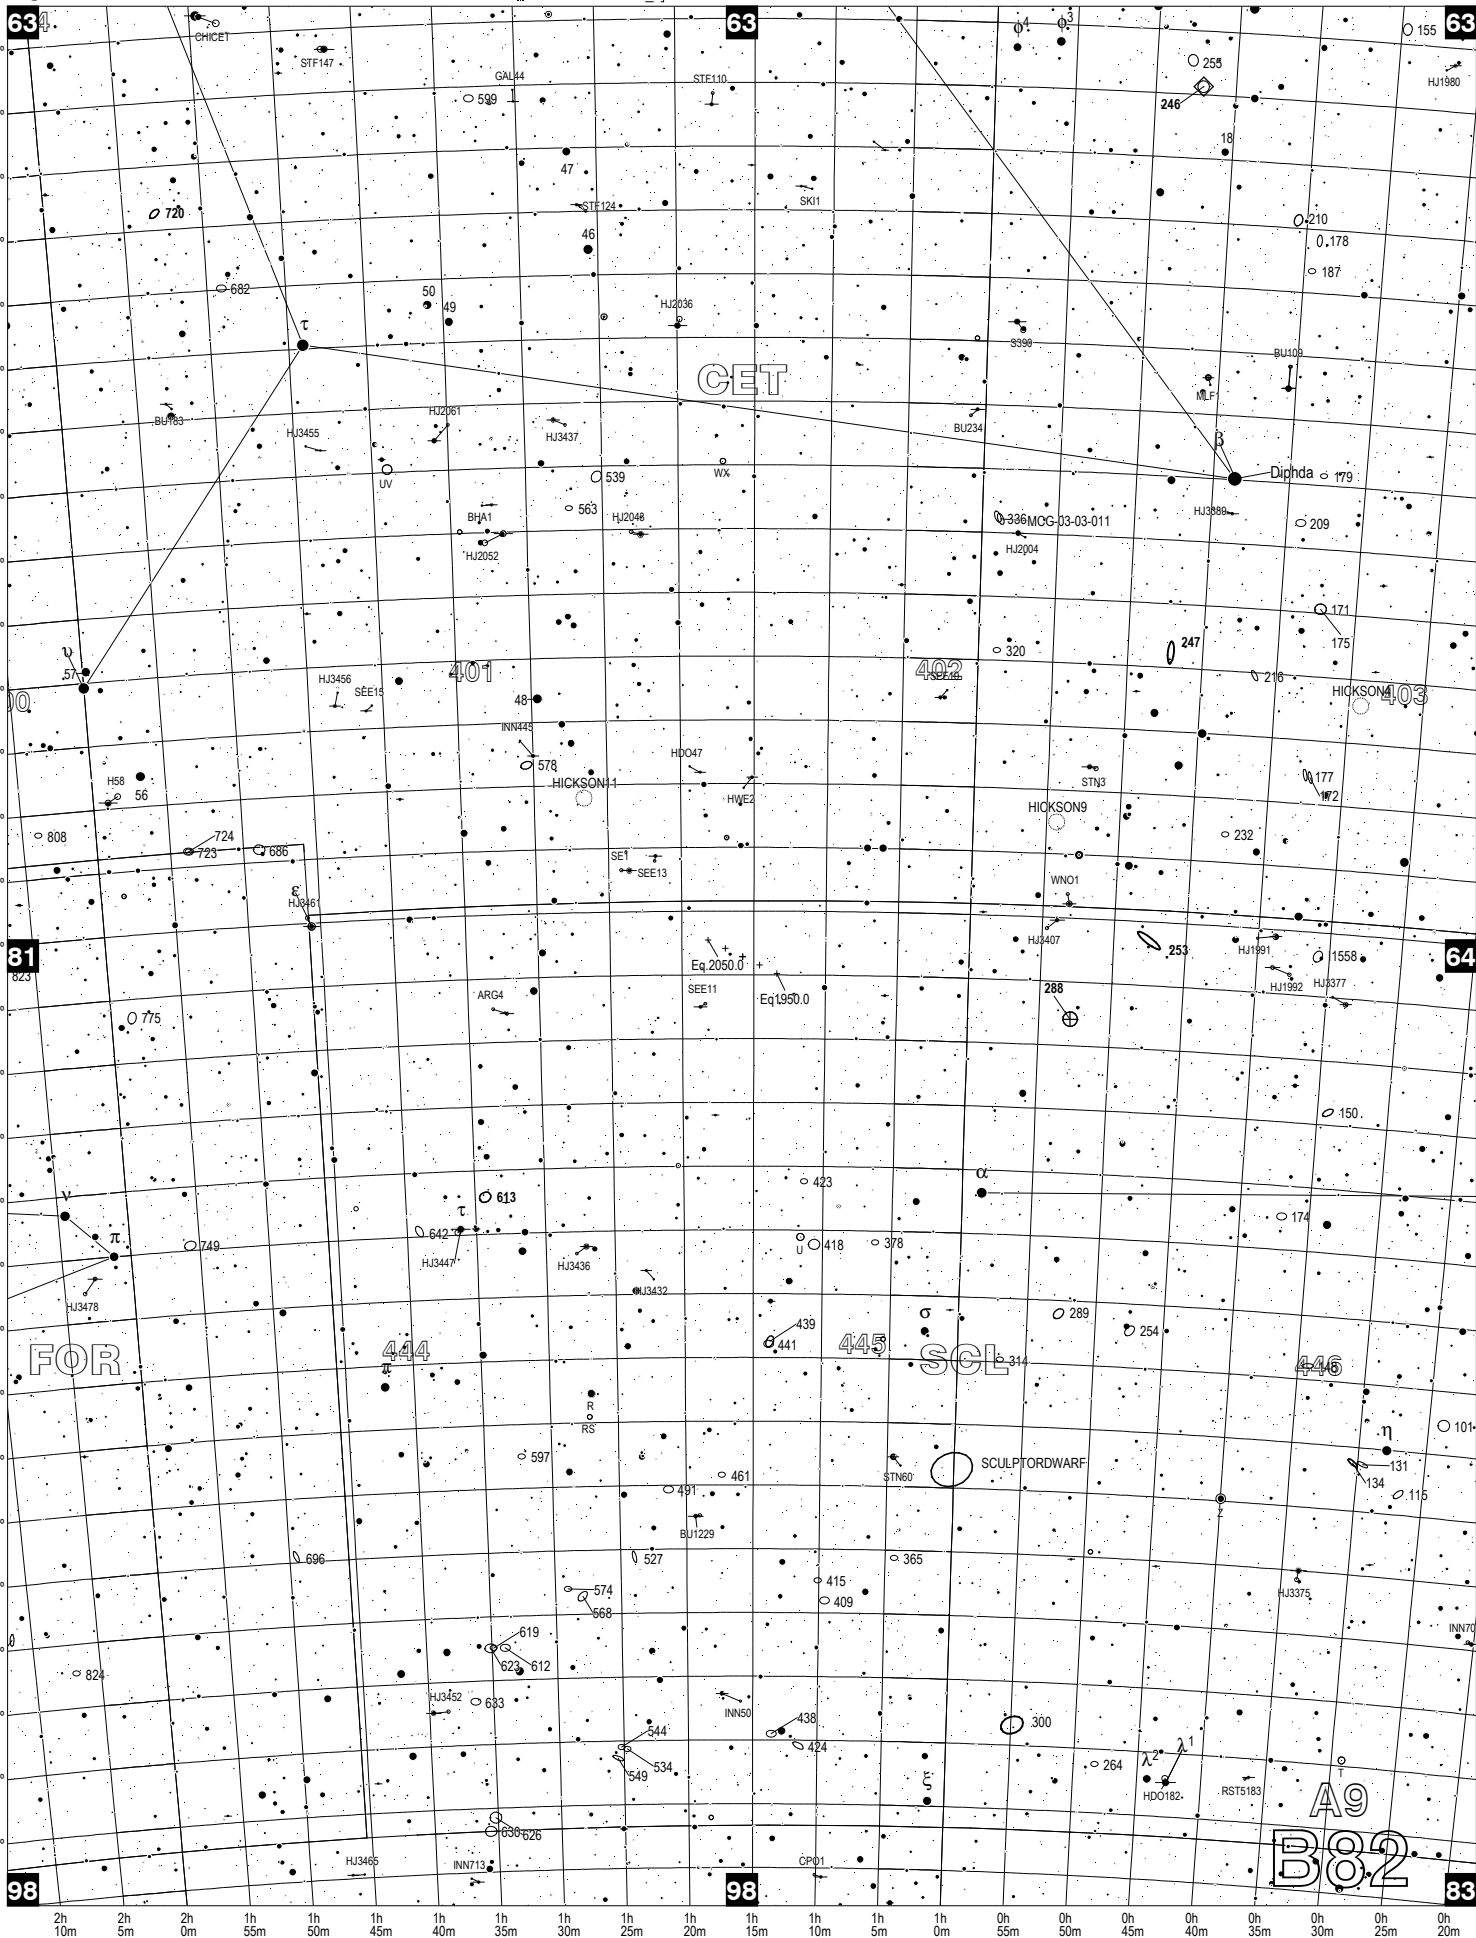 63
63
63
CHICET
STF147
GAL44
599
STF110
ϕ4
ϕ3
155
255
246
HJ1980
18
47
SKI1
720
STF124
46
210
178
187
682
50
49
HJ2036
τ
S390
BU109
CET
MLF1
BU183
HJ2061
HJ3455
HJ3437
BU234
β
UV
539
WX
Diphda
179
563
BHA1
HJ2048
336
MCG-03-03-011
HJ3380
209
HJ2052
HJ2004
171
175
247
υ
57
320
401
402
216
HICKSON4
403
HJ3456
SEE15
48
INN445
578
HDO47
HICKSON11
HWE2
STN3
177
172
H58
56
HICKSON9
808
724
723
686
232
SE1
SEE13
WNO1
ε
HJ3461
81
823
HJ3407
253
HJ1991
1558
64
Eq.2050.0
Eq1950.0
HJ1992
HJ3377
ARG4
SEE11
288
775
150
α
423
ν
613
τ
174
π
749
642
U
418
378
HJ3447
HJ3436
HJ3478
HJ3432
289
254
439
441
σ
FOR
444
445
SCL
314
446
148
π
R
RS
η
101
597
461
STN60
SCULPTORDWARF
131
134
115
491
Z
BU1229
696
527
365
574
568
415
409
HJ3375
619
623
612
INN70
824
HJ3452
633
INN50
438
424
300
544
534
549
264
λ2
λ1
T
ξ
HDO182
RST5183
A9
630
626
B82
HJ3465
INN713
CPO1
98
98
83
2h 2h 2h 1h 1h 1h 1h 1h 1h 1h 1h 1h 1h 1h 1h 0h 0h 0h 0h 0h 0h 0h 0h
10m 5m 0m 55m 50m 45m 40m 35m 30m 25m 20m 15m 10m 5m 0m 55m 50m 45m 40m 35m 30m 25m 20m